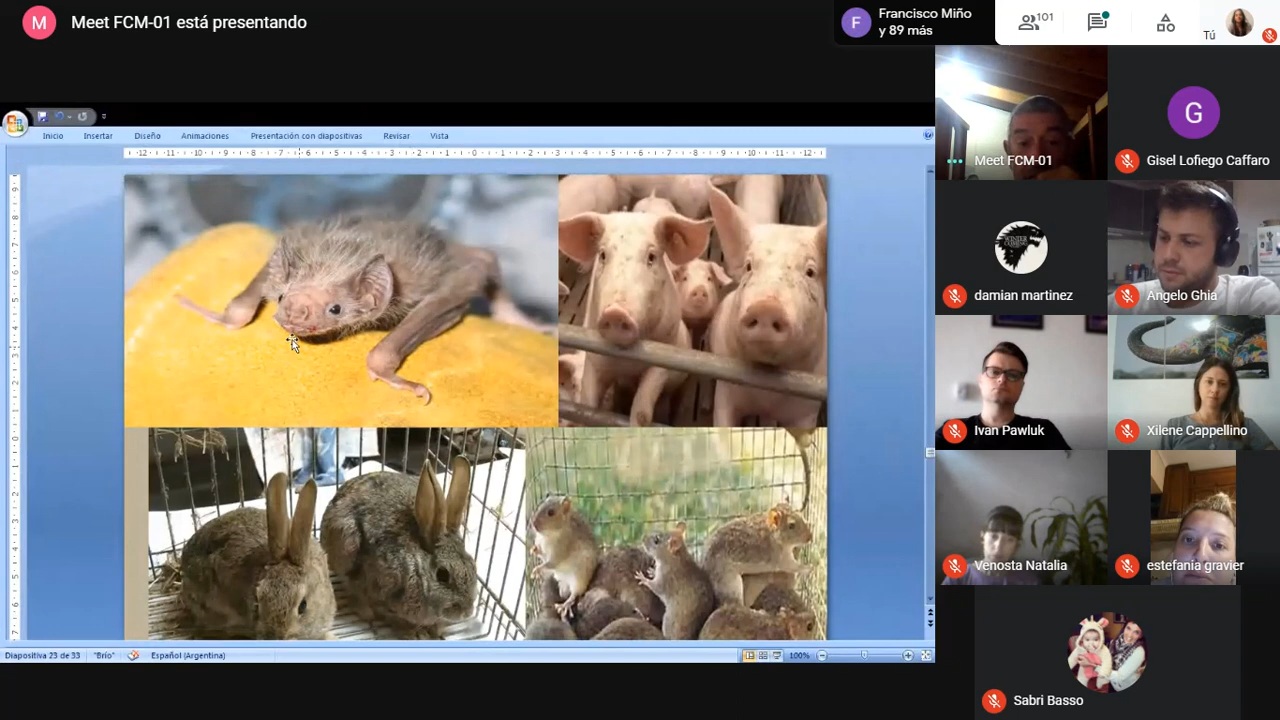 M
Meet FCM-01 está presentando
F
Francisco Miño
y 89 más
101
Tú
Inicio
Insertar
Diseño
Animaciones
Presentación con diapositivas
Revisar
Vista
Meet FCM-01
G
Gisel Lofiego Caffaro
damian martinez
Angelo Ghia
Ivan Pawluk
Xilene Cappellino
Venosta Natalia
estefania gravier
Sabri Basso
Diapositiva 23 de 33
"Brío"
Español (Argentina)
100%